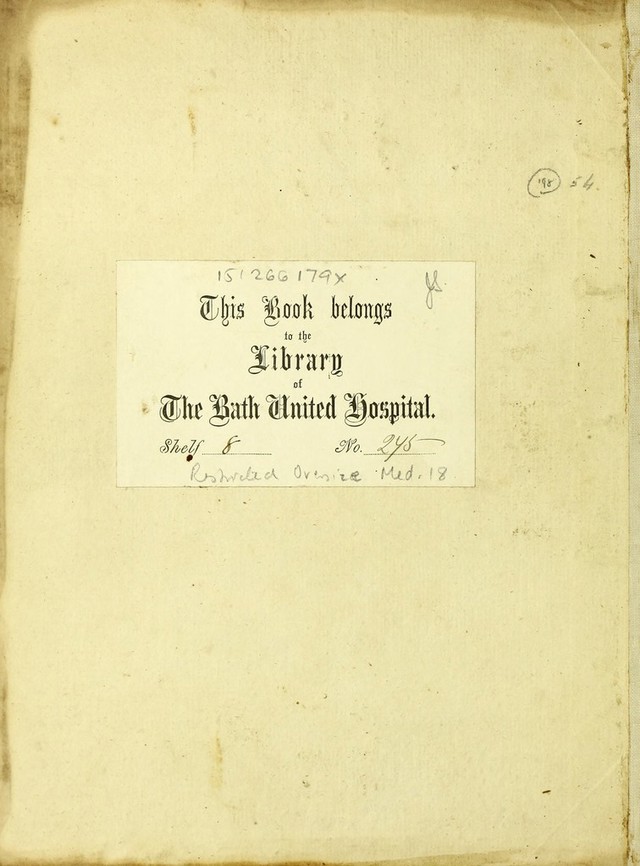 '98 54.
151266179x
This Book belongs
to the
Library
of
The Bath United Hospital.
Shelf 8 No. 245
Restricted Oversize Med. 18